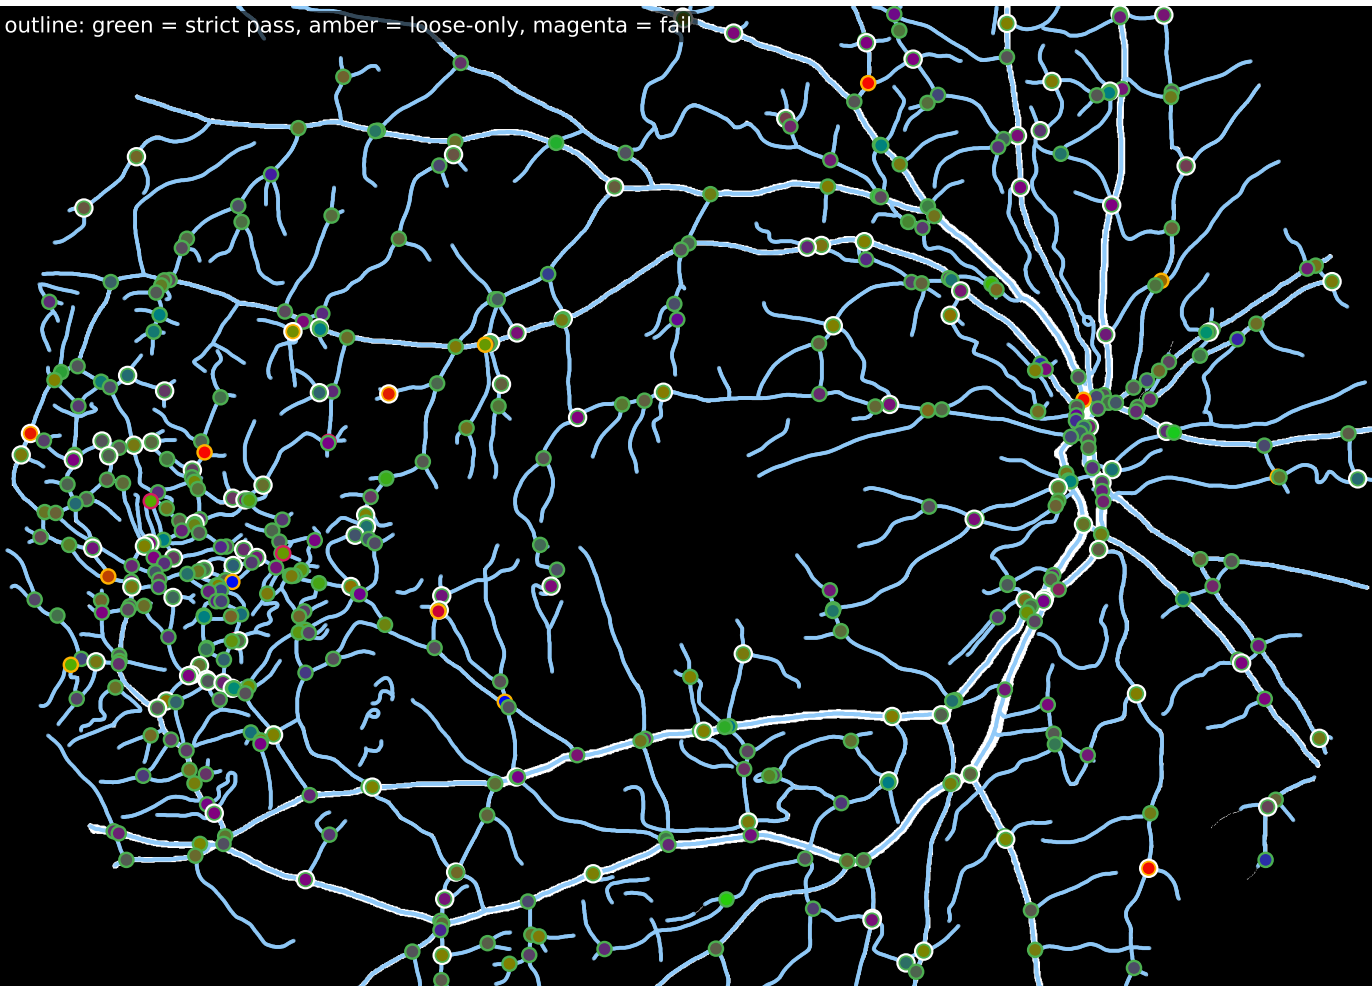 outline: green = strict pass, amber = loose-only, magenta = fail